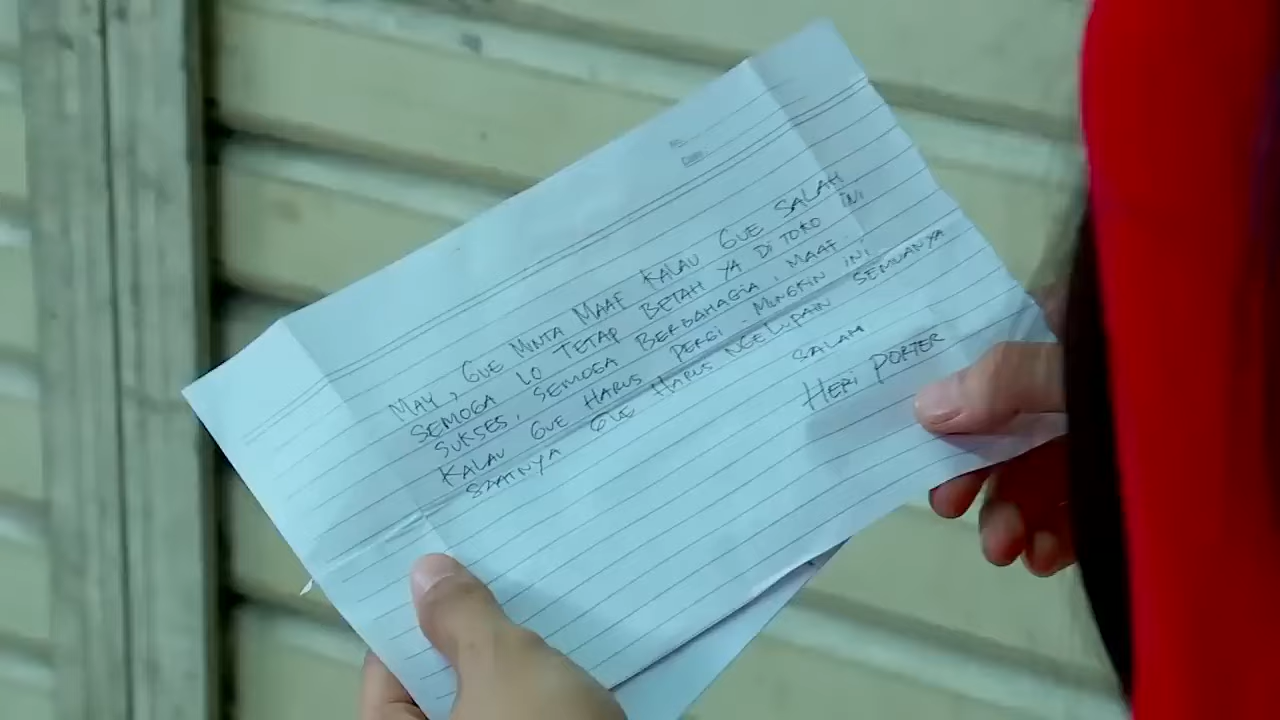 MAY, GUE MINTA MAAF KALAU GUE SALAH
SEMOGA LO TETAP BETAH YA DI TOKO INI
SUKSES, SEMOGA BERBAHAGIA. MAAF
KALAU GUE HARUS PERGI. MUNGKIN INI
SAATNYA GUE HARUS NGELUPAIN SEMUANYA
SALAM
HERI PORTER